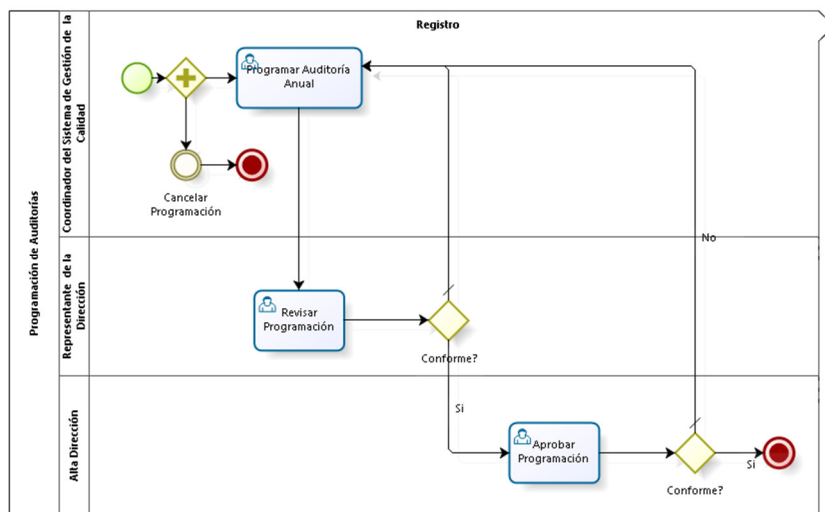 Registro
Programación de Auditorías
Coordinador del Sistema de Gestión de la
Calidad
Programar Auditoría
Anual
Cancelar
Programación
Representante de la
Dirección
Revisar
Programación
Conforme?
No
Si
Alta Dirección
Aprobar
Programación
Conforme?
Si